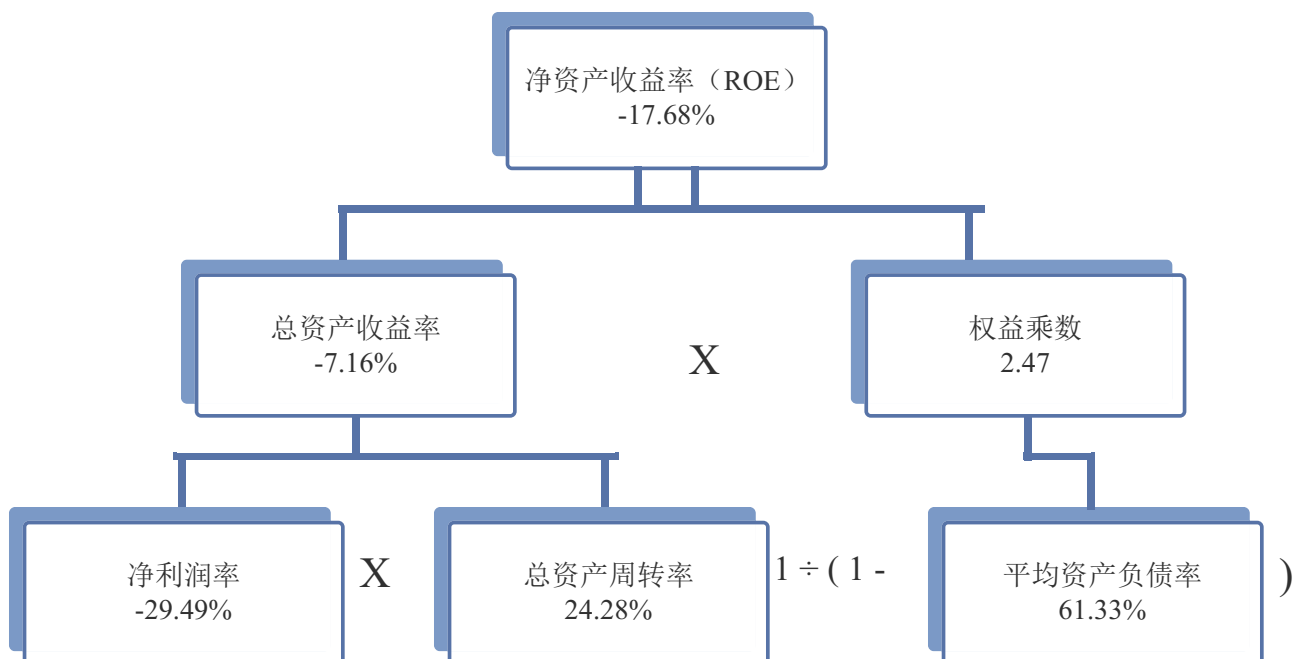 净资产收益率（ROE）
-17.68%
总资产收益率
-7.16%
X
权益乘数
2.47
净利润率
-29.49%
X
总资产周转率
24.28%
1 ÷ ( 1 -
平均资产负债率
61.33%
)